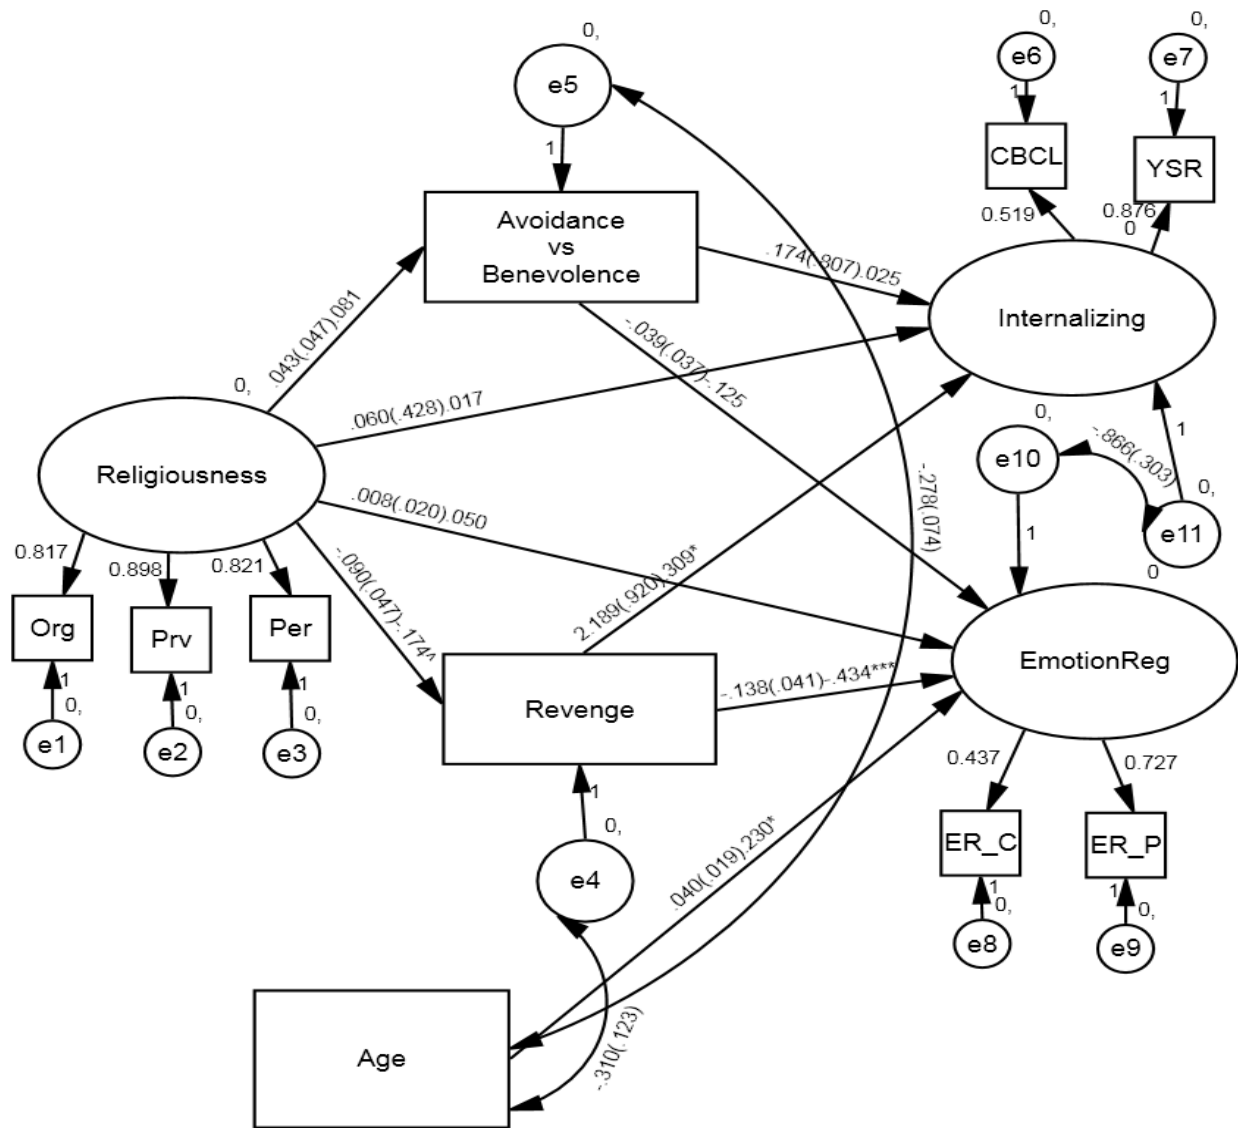 0,
0,
0,
e5
e6
e7
1
1
1
CBCL
YSR
Avoidance
vs
Benevolence
0.519
0.876
0
.174(.807).025
Internalizing
.043(.047).081
-.039(.037)-.125
0,
.060(.428).017
0,
-.866(.303)
1
Religiousness
e10
-.278(.074)
0,
.008(.020).050
1
e11
0.817
0.898
0.821
0
2.189(.920).309*
-.090(.047)-.174^
Org
Prv
Per
EmotionReg
1
0,
1
0,
1
0,
-.138(.041)-.434***
Revenge
e1
e2
e3
0.437
0.727
1
0,
.040(.019).230*
ER_C
ER_P
e4
1
0,
1
0,
e8
e9
-.310(.123)
Age